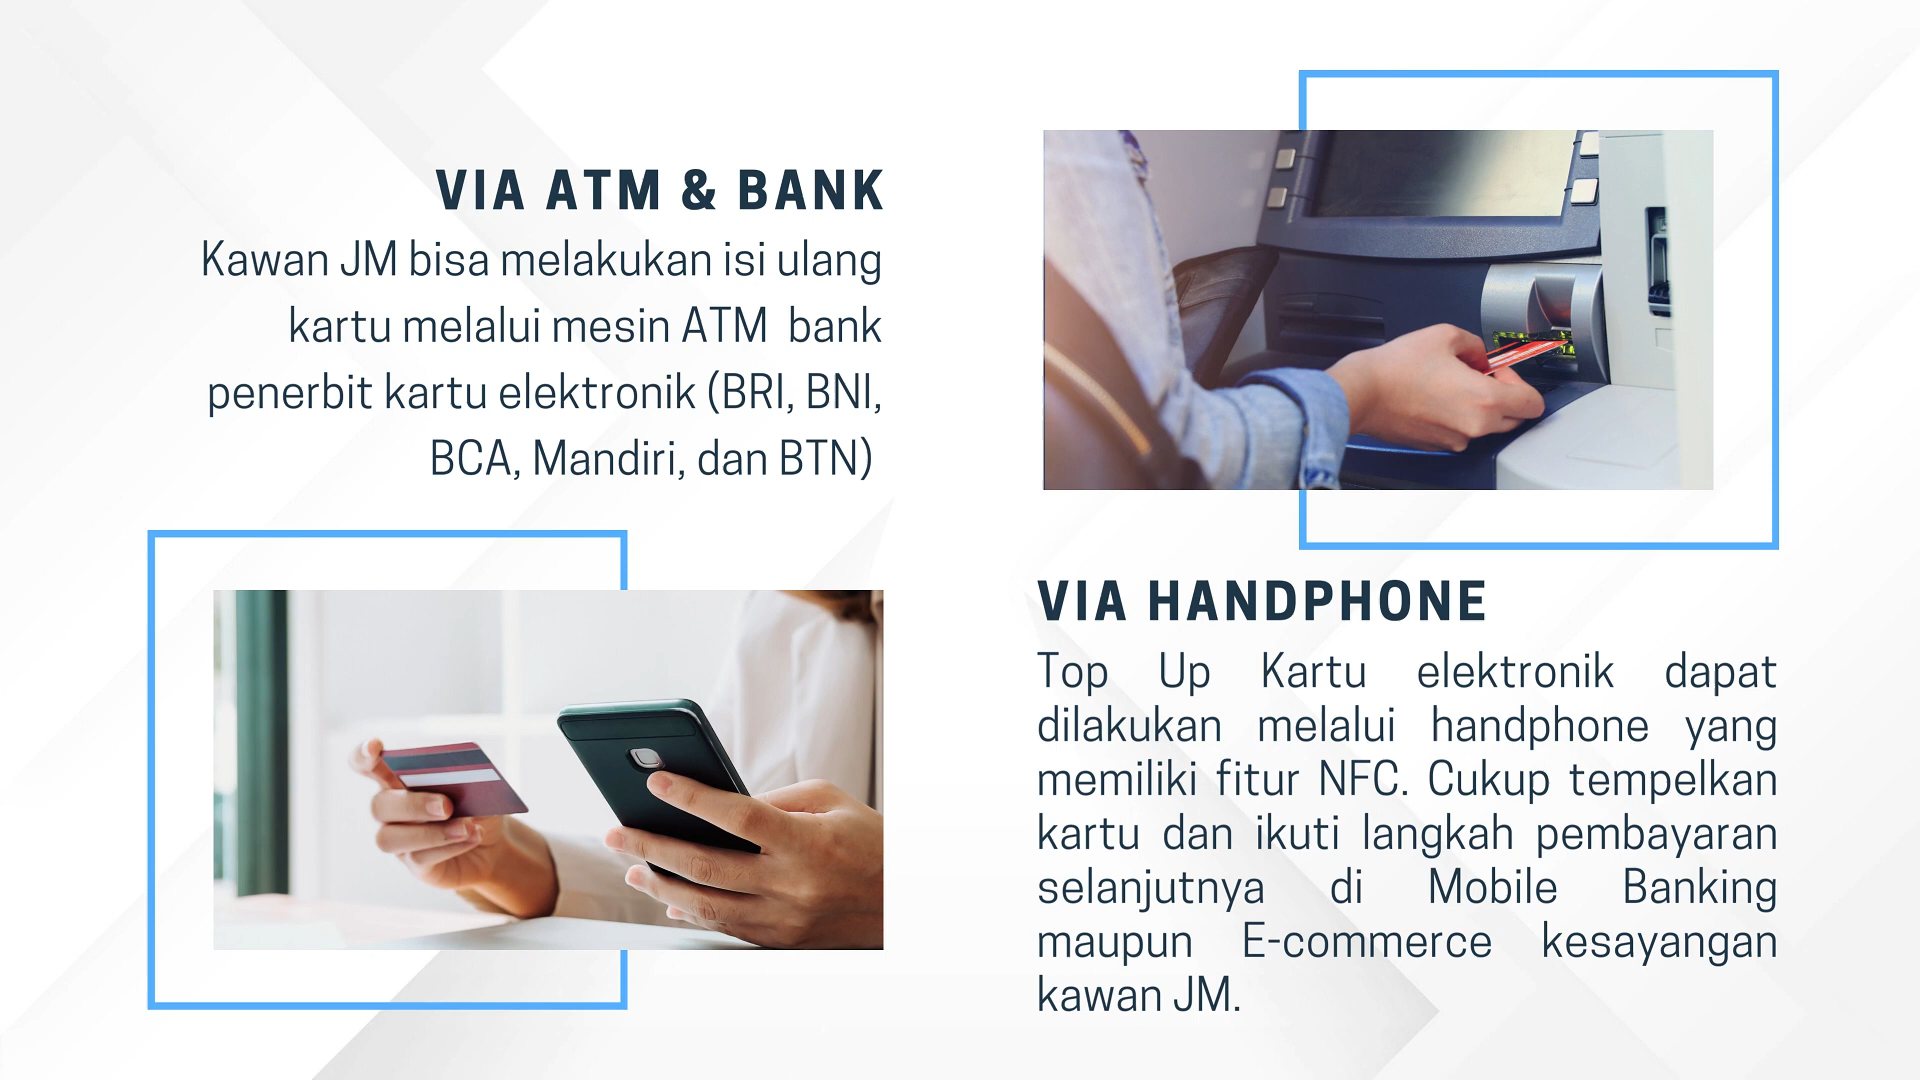 VIA ATM & BANK
Kawan JM bisa melakukan isi ulang
kartu melalui mesin ATM bank
penerbit kartu elektronik (BRI, BNI,
BCA, Mandiri, dan BTN)
VIA HANDPHONE
Top Up Kartu elektronik dapat
dilakukan melalui handphone yang
memiliki fitur NFC. Cukup tempelkan
kartu dan ikuti langkah pembayaran
selanjutnya di Mobile Banking
maupun E-commerce kesayangan
kawan JM.